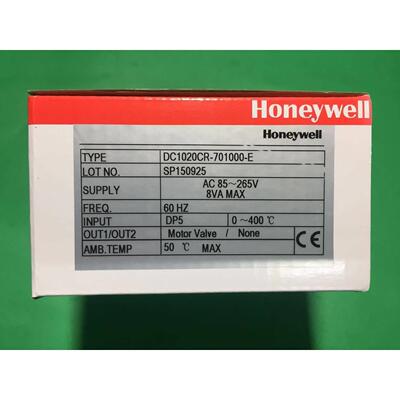 Honeywell
Honeywell
TYPE DC1020CR-701000-E
LOT NO. SP150925
SUPPLY AC 85~265V
8VA MAX
FREQ. 60 HZ
INPUT DP5 0~400℃
OUT1/OUT2 Motor Valve / None
AMB.TEMP 50 ℃ MAX
CE